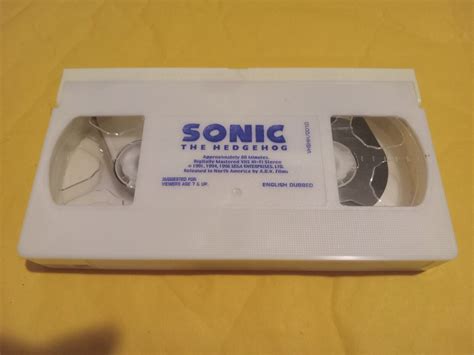 SONIC
THE HEDGEHOG
Approximately 60 minutes.
Digitally Mastered VHS Hi-Fi Stereo
© 1991, 1994, 1996 SEGA ENTERPRISES, LTD.
Released in North America by A.D.V. Films
SUGGESTED FOR
VIEWERS AGE 7 & UP.
ENGLISH DUBBED